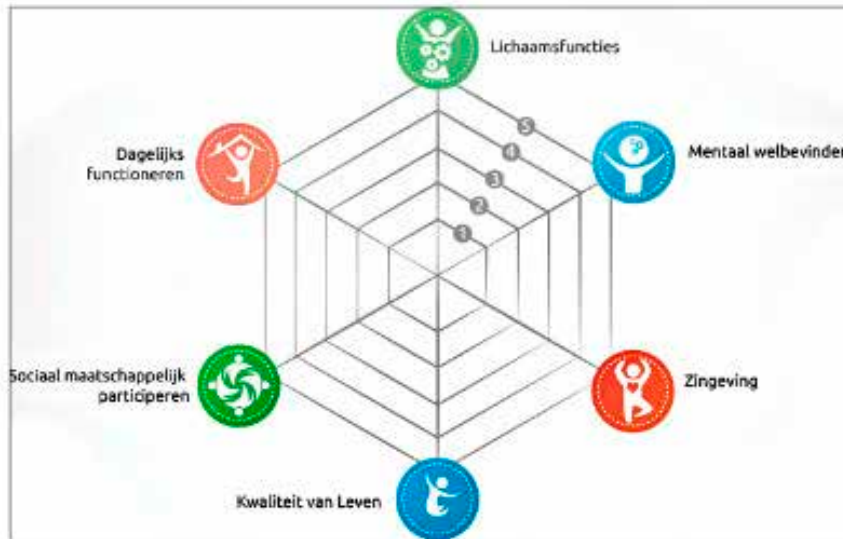 Lichaamsfuncties
Dagelijks
functioneren
Mentaal welbevinden
5
4
3
2
1
Sociaal maatschappelijk
participeren
Zingeving
Kwaliteit van Leven